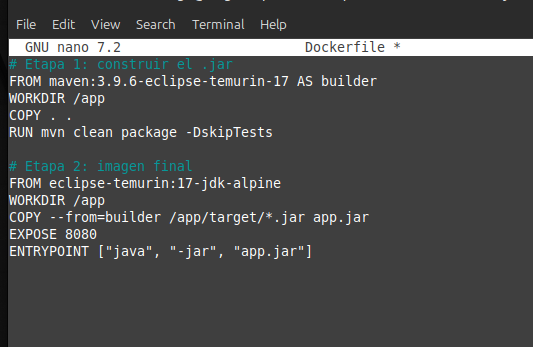 File Edit View Search Terminal Help
GNU nano 7.2 Dockerfile *
# Etapa 1: construir el .jar
FROM maven:3.9.6-eclipse-temurin-17 AS builder
WORKDIR /app
COPY . .
RUN mvn clean package -DskipTests
# Etapa 2: imagen final
FROM eclipse-temurin:17-jdk-alpine
WORKDIR /app
COPY --from=builder /app/target/*.jar app.jar
EXPOSE 8080
ENTRYPOINT ["java", "-jar", "app.jar"]